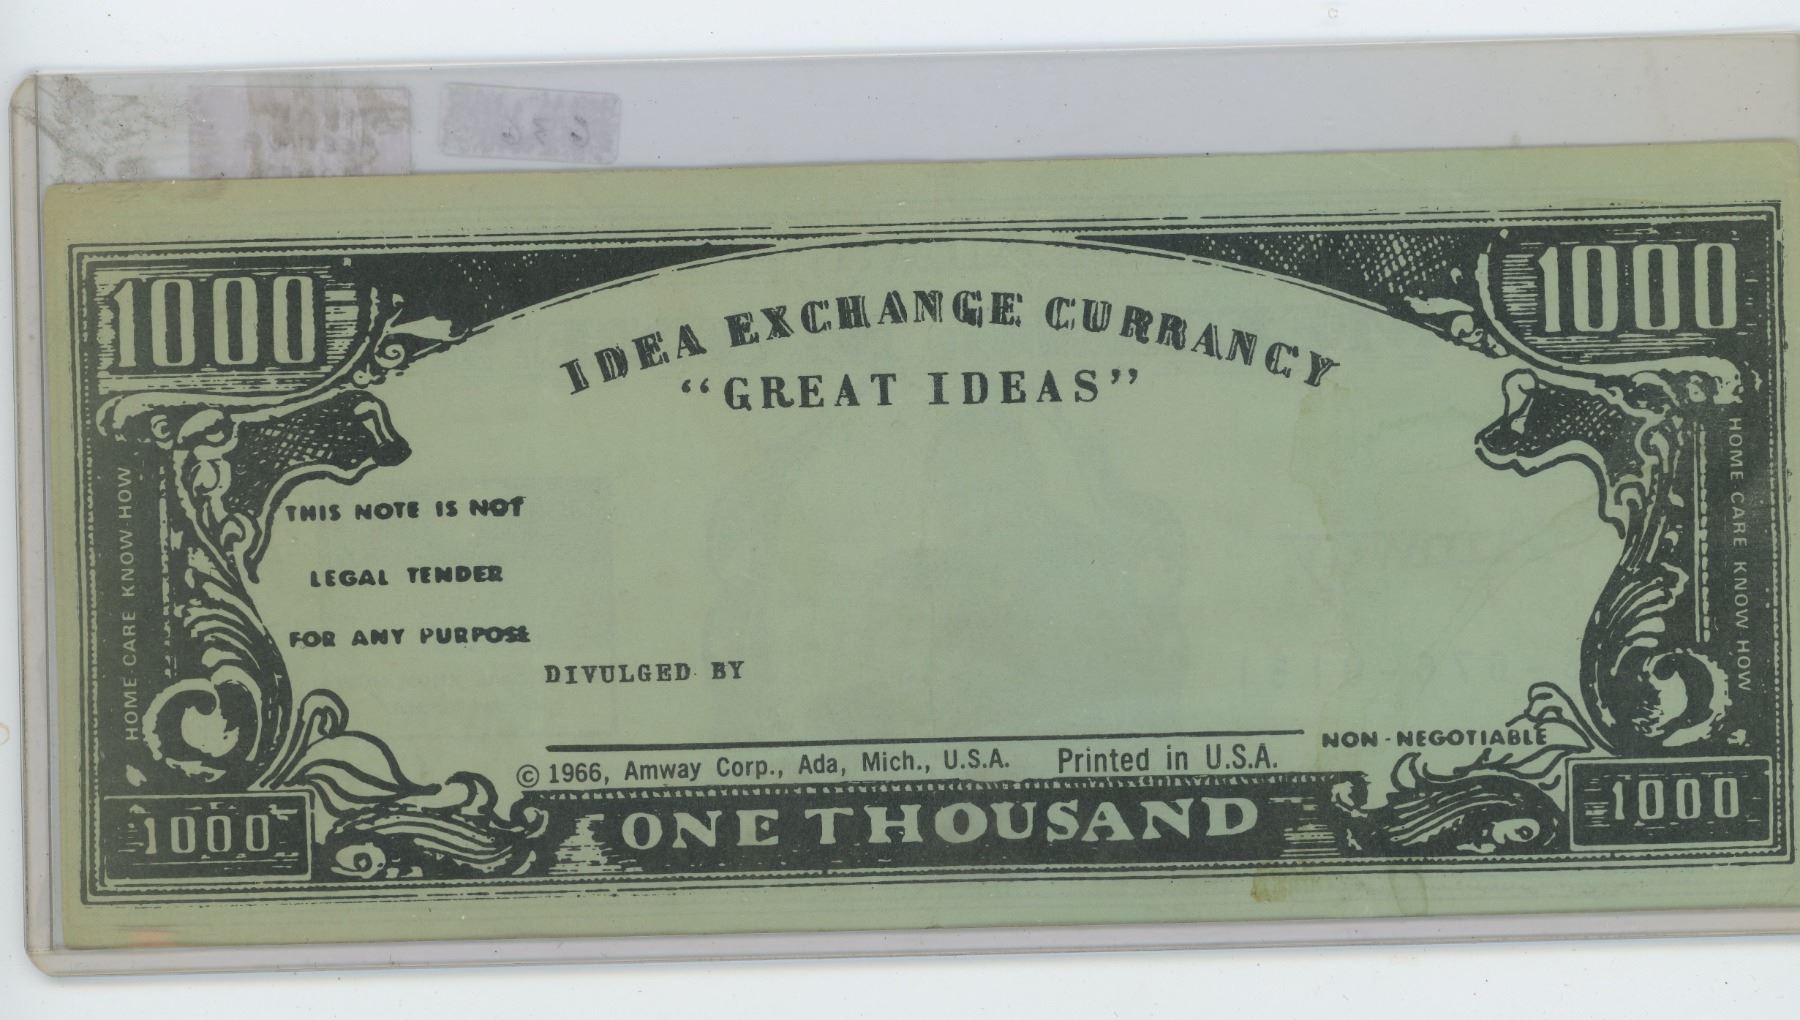 1000
1000
IDEA EXCHANGE CURRANCY
“GREAT IDEAS”
HOME CARE KNOW HOW
HOME CARE KNOW HOW
THIS NOTE IS NOT
LEGAL TENDER
FOR ANY PURPOSE
DIVULGED BY
NON-NEGOTIABLE
© 1966, Amway Corp., Ada, Mich., U.S.A. Printed in U.S.A.
1000
ONE THOUSAND
1000